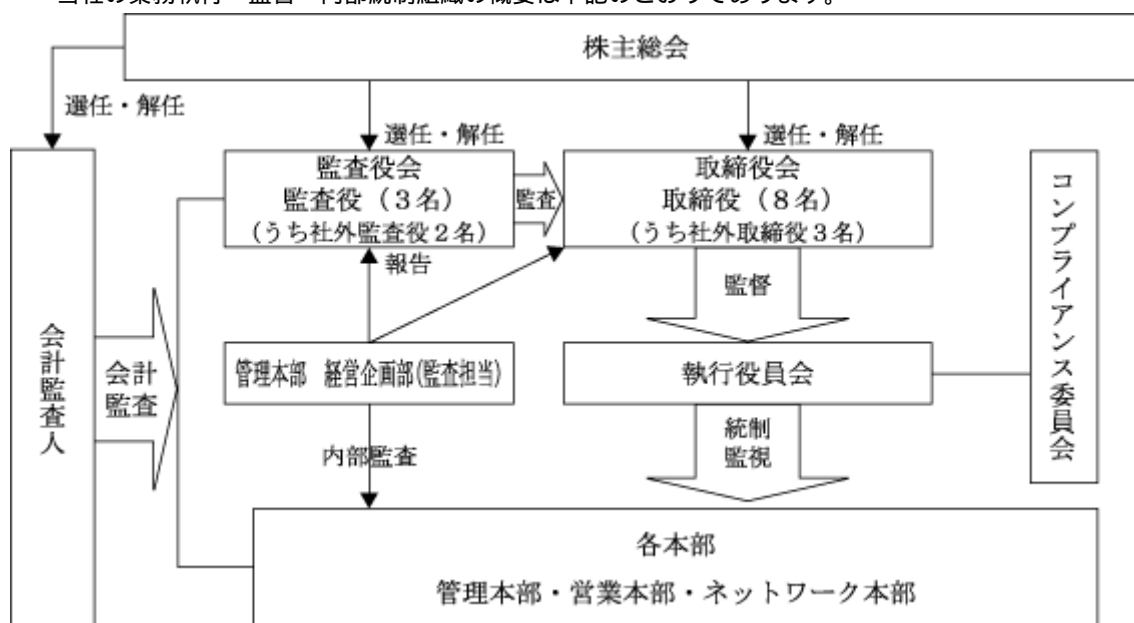 当社の業務執行・監督・内部統制組織の概要は下記のとおりであります。
株主総会
選任・解任
選任・解任
選任・解任
監査役会
監査役（３名）
(うち社外監査役２名)
監査
取締役会
取締役（８名）
(うち社外取締役３名)
コンプライアンス委員会
報告
監督
会計監査人
会計
監査
管理本部　経営企画部(監査担当)
執行役員会
内部監査
統制
監視
各本部
管理本部・営業本部・ネットワーク本部